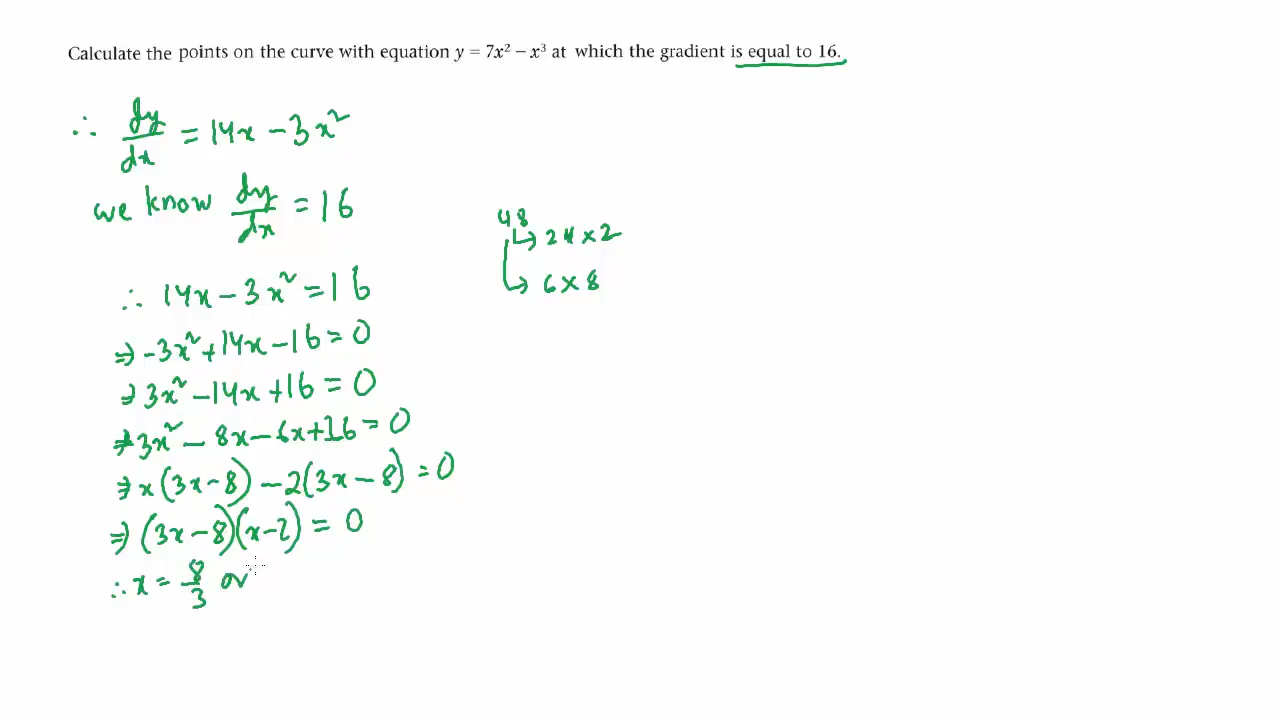 Calculate the points on the curve with equation y = 7x² – x³ at which the gradient is equal to 16.
∴ dy/dx = 14x – 3x²
we know dy/dx = 16
∴ 14x – 3x² = 16
⇒ -3x² + 14x – 16 = 0
⇒ 3x² – 14x + 16 = 0
⇒ 3x² – 8x – 6x + 16 = 0
⇒ x(3x – 8) – 2(3x – 8) = 0
⇒ (3x – 8)(x – 2) = 0
∴ x = 8/3 or
48
↳ 24 × 2
↳ 6 × 8